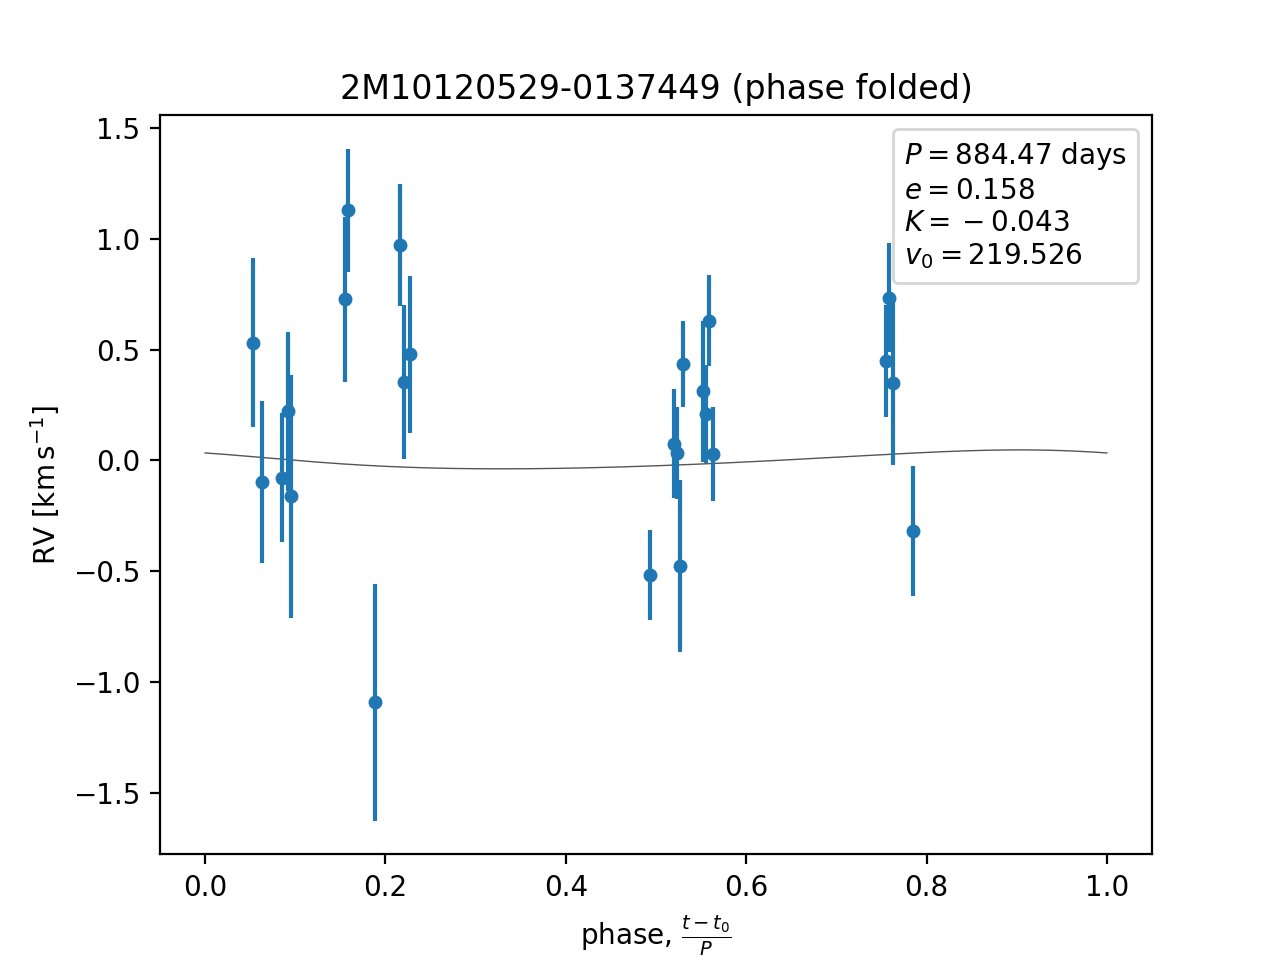 2M10120529-0137449 (phase folded)
P = 884.47 days
e = 0.158
K = −0.043
v₀ = 219.526
1.5
1.0
0.5
0.0
−0.5
−1.0
−1.5
RV [km s⁻¹]
0.0 0.2 0.4 0.6 0.8 1.0
phase, (t − t₀)/P